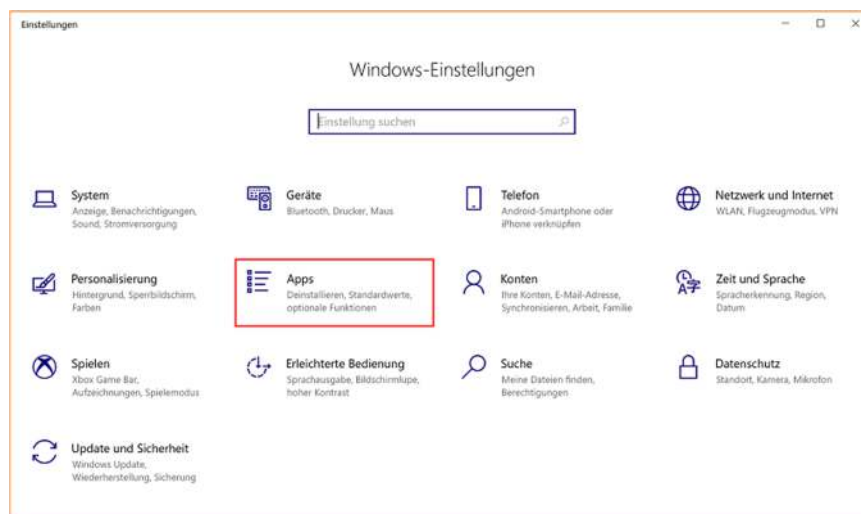 Einstellungen
Windows-Einstellungen
Einstellung suchen
System
Anzeige, Benachrichtigungen,
Sound, Stromversorgung
Geräte
Bluetooth, Drucker, Maus
Telefon
Android-Smartphone oder
iPhone verknüpfen
Netzwerk und Internet
WLAN, Flugzeugmodus, VPN
Personalisierung
Hintergrund, Sperrbildschirm,
Farben
Apps
Deinstallieren, Standardwerte,
optionale Funktionen
Konten
Ihre Konten, E-Mail-Adresse,
Synchronisieren, Arbeit, Familie
Zeit und Sprache
Spracherkennung, Region,
Datum
Spielen
Xbox Game Bar,
Aufzeichnungen, Spielemodus
Erleichterte Bedienung
Sprachausgabe, Bildschirmlupe,
hoher Kontrast
Suche
Meine Dateien finden,
Berechtigungen
Datenschutz
Standort, Kamera, Mikrofon
Update und Sicherheit
Windows Update,
Wiederherstellung, Sicherung